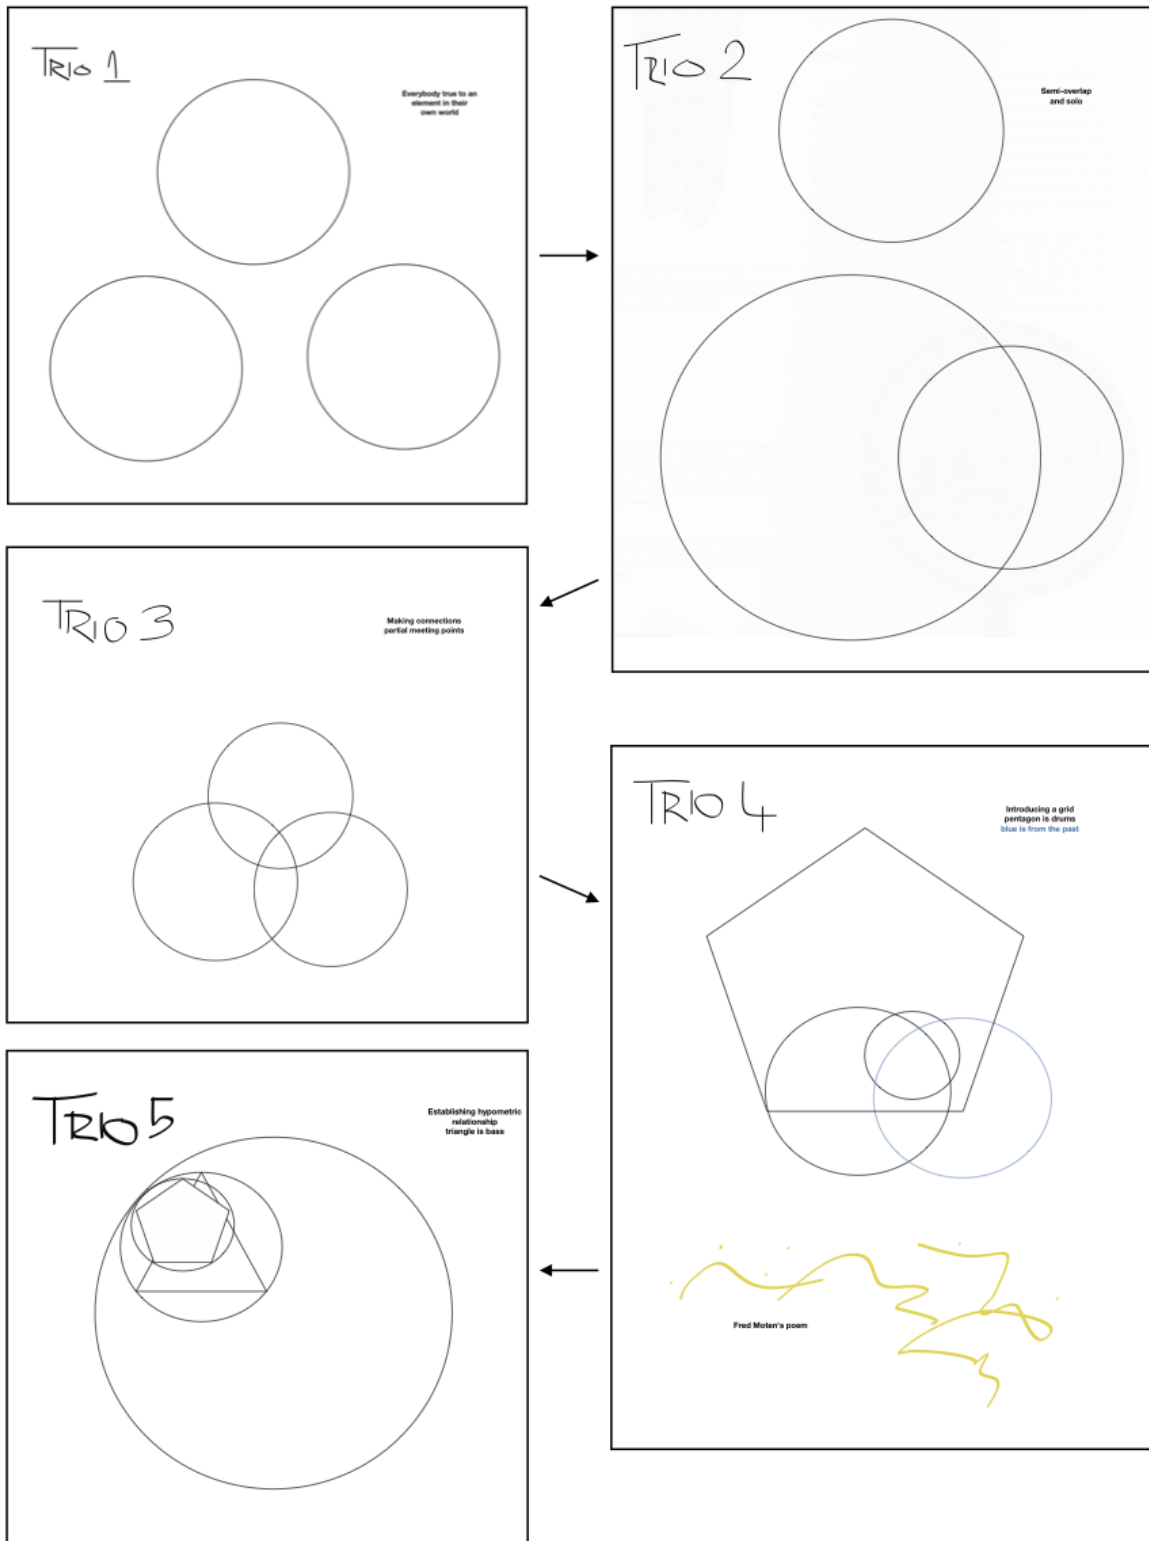 TRIO 1
Everybody true to an
element in their
own world
TRIO 2
Semi-overlap
and solo
TRIO 3
Making connections
partial meeting points
TRIO 4
Introducing a grid
pentagon is drums
blue is from the past
Fred Moten's poem
TRIO 5
Establishing hypometric
relationship
triangle is bass